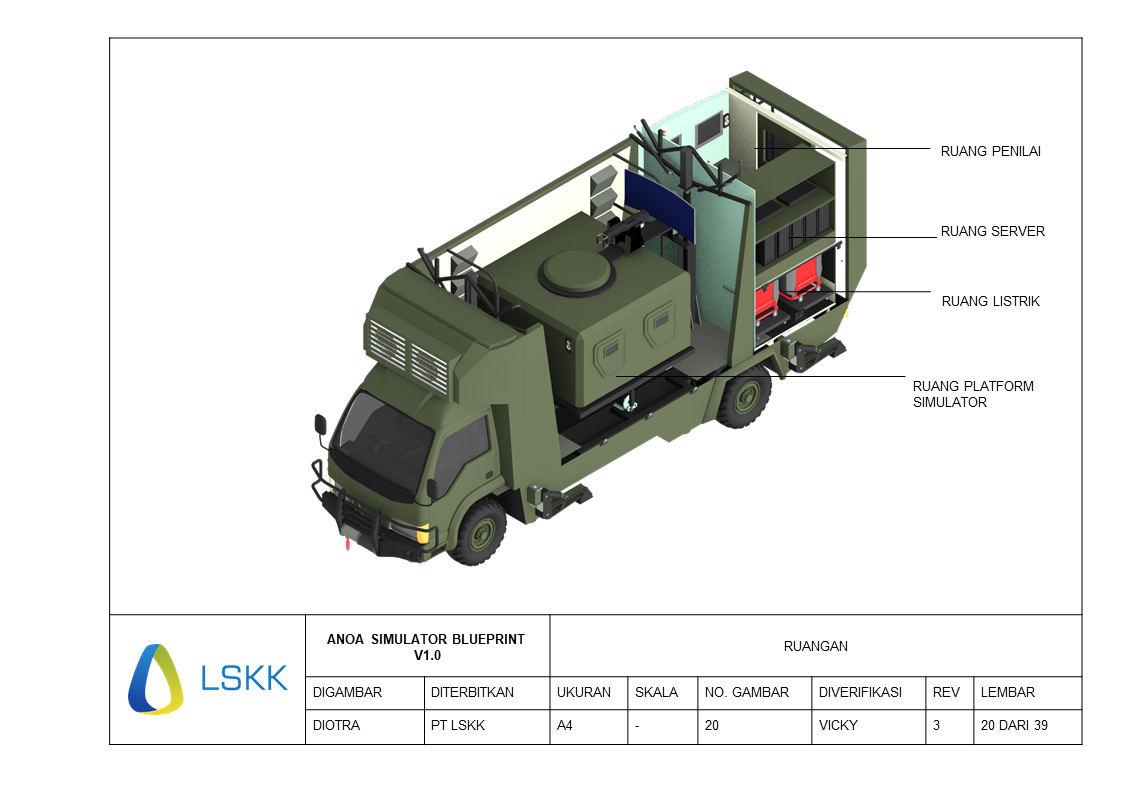 RUANG PENILAI
RUANG SERVER
RUANG LISTRIK
RUANG PLATFORM
SIMULATOR
LSKK
ANOA SIMULATOR BLUEPRINT
V1.0
RUANGAN
DIGAMBAR DITERBITKAN UKURAN SKALA NO. GAMBAR DIVERIFIKASI REV LEMBAR
DIOTRA PT LSKK A4 - 20 VICKY 3 20 DARI 39